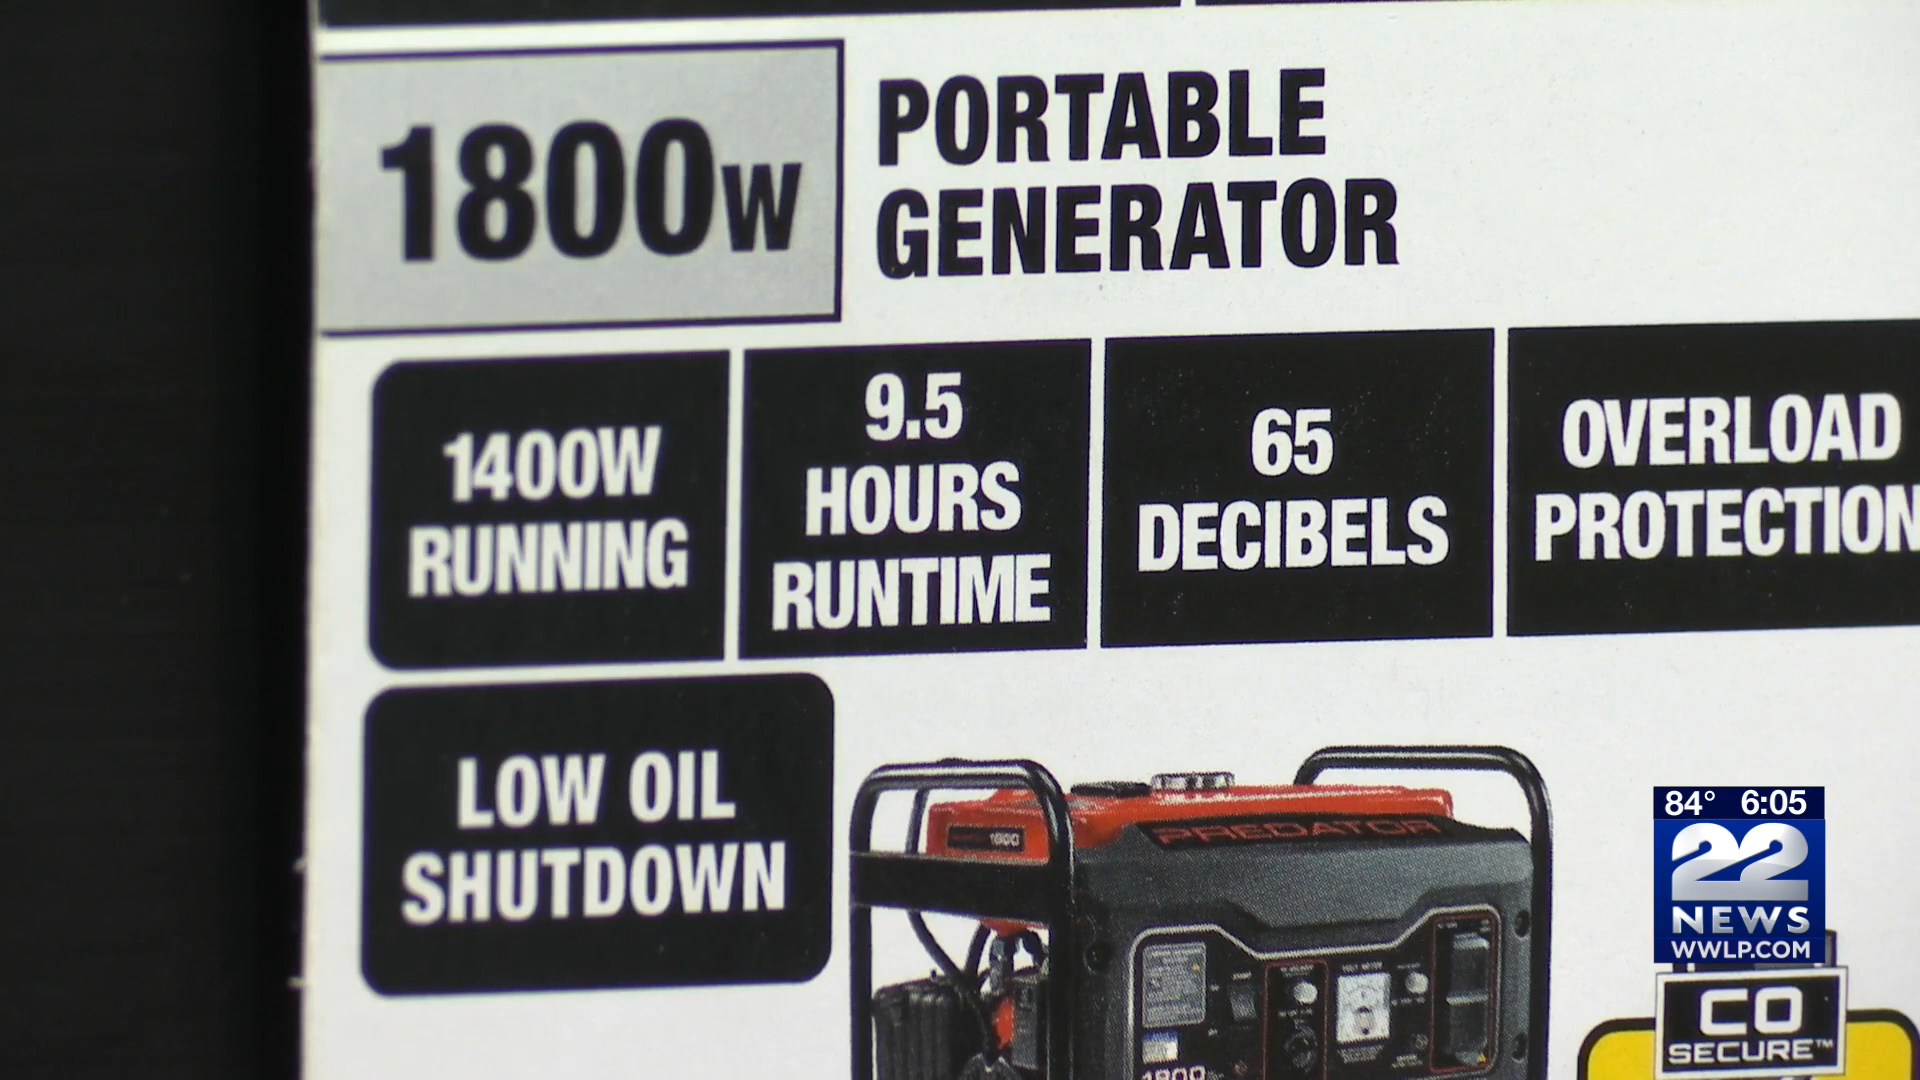 1800W
PORTABLE
GENERATOR
1400W
RUNNING
9.5
HOURS
RUNTIME
65
DECIBELS
OVERLOAD
PROTECTION
LOW OIL
SHUTDOWN
1800
PREDATOR
1800
84° 6:05
22
NEWS
WWLP.COM
CO
SECURE™